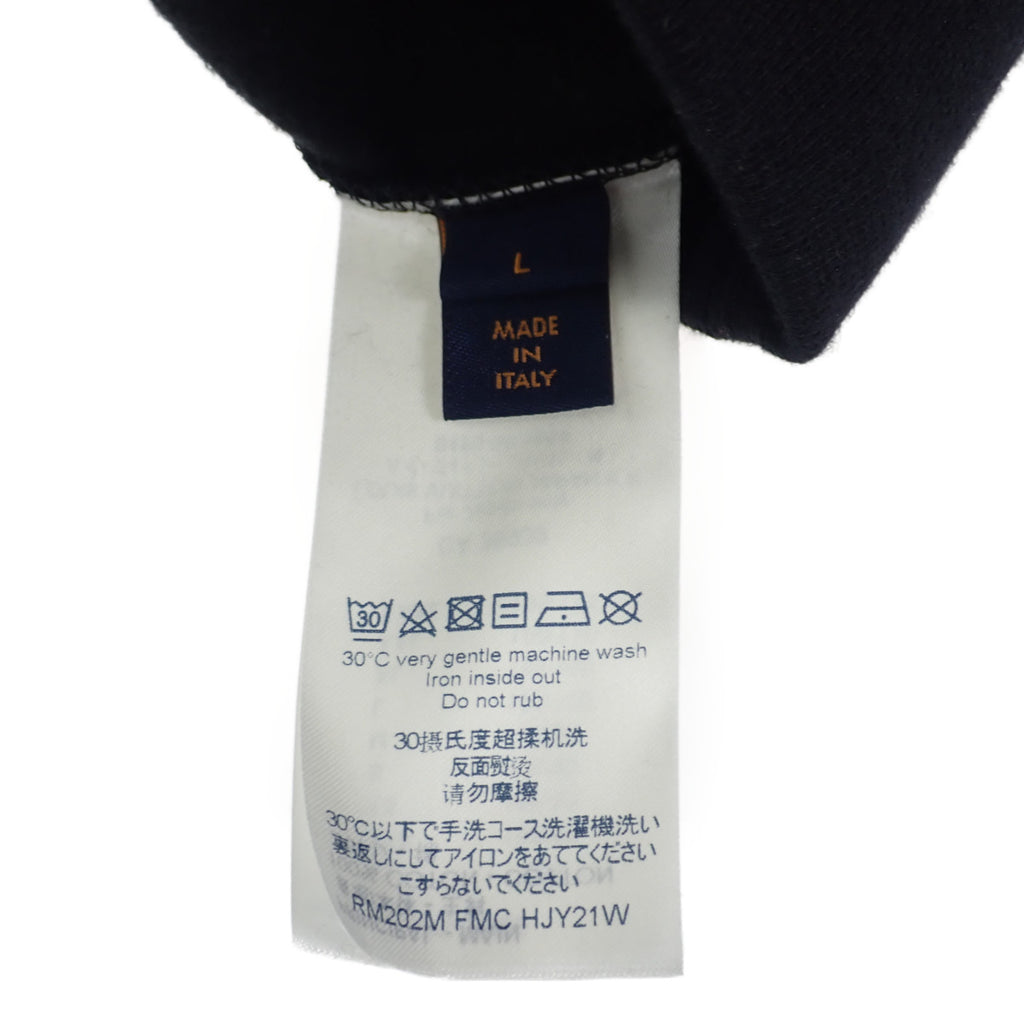 L
MADE
IN
ITALY
30
30°C very gentle machine wash
Iron inside out
Do not rub
30摄氏度超揉机洗
反面熨烫
请勿摩擦
30°C以下で手洗コース洗濯機洗い
裏返しにしてアイロンをあててください
こすらないでください
RM202M FMC HJY21W